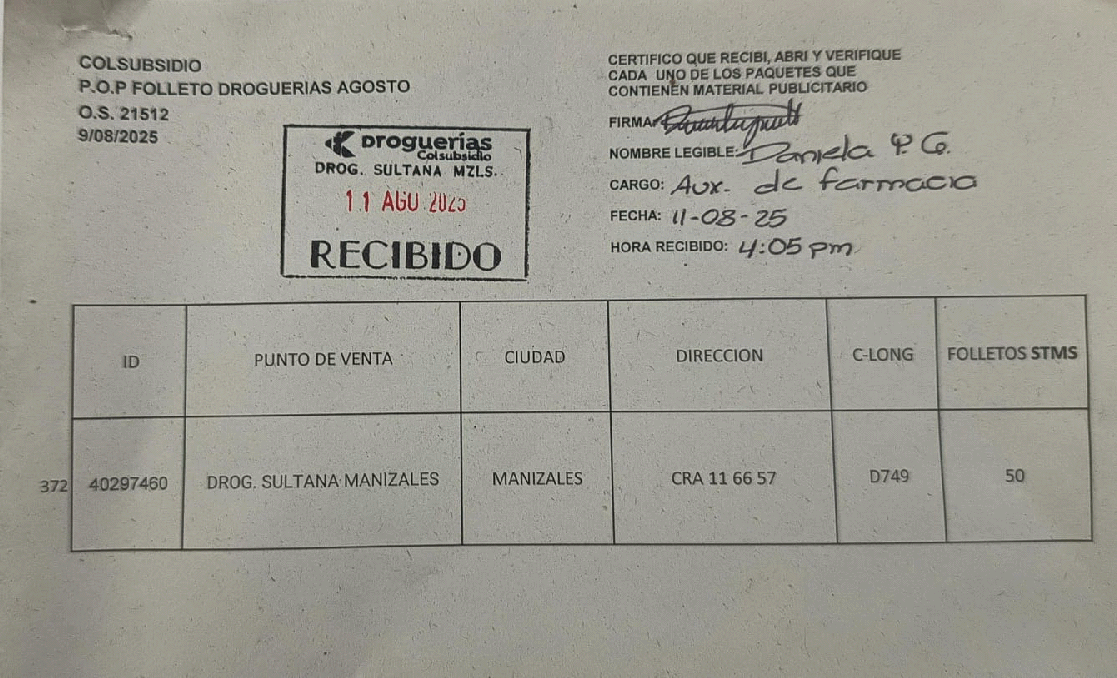 COLSUBSIDIO
P.O.P FOLLETO DROGUERIAS AGOSTO
O.S. 21512
9/08/2025
droguerías
Colsubsidio
DROG. SULTANA MZLS.
11 AGO 2025
RECIBIDO
CERTIFICO QUE RECIBI, ABRI Y VERIFIQUE
CADA UNO DE LOS PAQUETES QUE
CONTIENEN MATERIAL PUBLICITARIO
FIRMA:
NOMBRE LEGIBLE: Daniela P. G.
CARGO: Aux. de farmacia
FECHA: 11-08-25
HORA RECIBIDO: 4:05 pm
ID PUNTO DE VENTA CIUDAD DIRECCION C-LONG FOLLETOS STMS
372 40297460 DROG. SULTANA MANIZALES MANIZALES CRA 11 66 57 D749 50